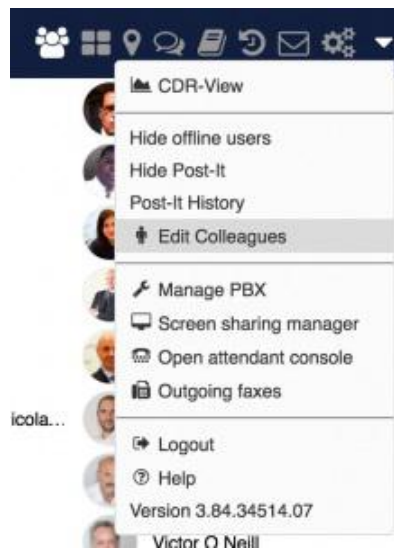 CDR-View
Hide offline users
Hide Post-It
Post-It History
Edit Colleagues
Manage PBX
Screen sharing manager
Open attendant console
Outgoing faxes
icola...
Logout
Help
Version 3.84.34514.07
Victor O Neill